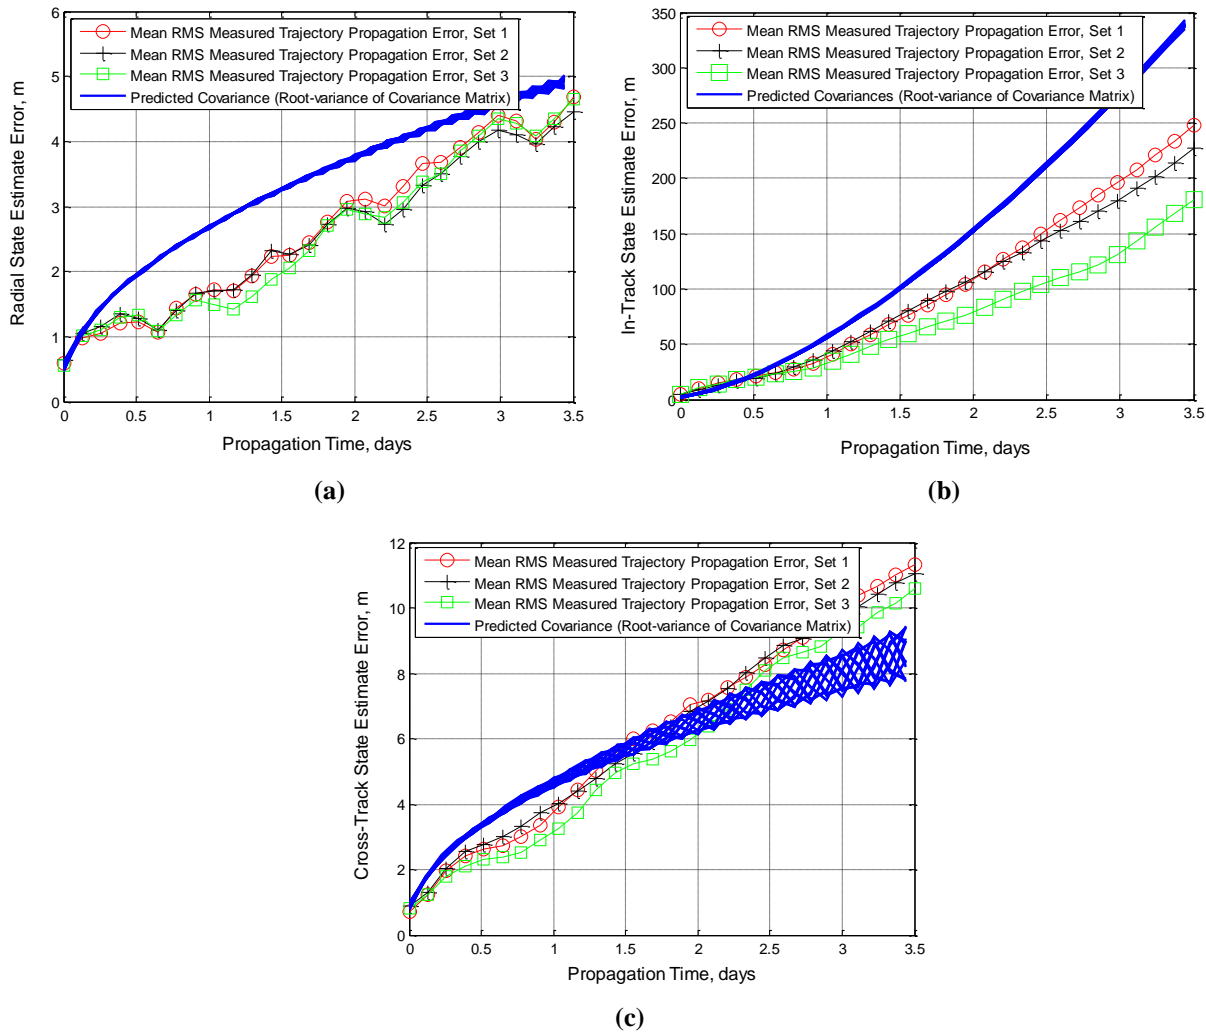 6
5
4
3
2
1
0
Radial State Estimate Error, m
Mean RMS Measured Trajectory Propagation Error, Set 1
Mean RMS Measured Trajectory Propagation Error, Set 2
Mean RMS Measured Trajectory Propagation Error, Set 3
Predicted Covariance (Root-variance of Covariance Matrix)
0 0.5 1 1.5 2 2.5 3 3.5
Propagation Time, days
(a)
350
300
250
200
150
100
50
0
In-Track State Estimate Error, m
Mean RMS Measured Trajectory Propagation Error, Set 1
Mean RMS Measured Trajectory Propagation Error, Set 2
Mean RMS Measured Trajectory Propagation Error, Set 3
Predicted Covariances (Root-variance of Covariance Matrix)
0 0.5 1 1.5 2 2.5 3 3.5
Propagation Time, days
(b)
12
10
8
6
4
2
0
Cross-Track State Estimate Error, m
Mean RMS Measured Trajectory Propagation Error, Set 1
Mean RMS Measured Trajectory Propagation Error, Set 2
Mean RMS Measured Trajectory Propagation Error, Set 3
Predicted Covariance (Root-variance of Covariance Matrix)
0 0.5 1 1.5 2 2.5 3 3.5
Propagation Time, days
(c)